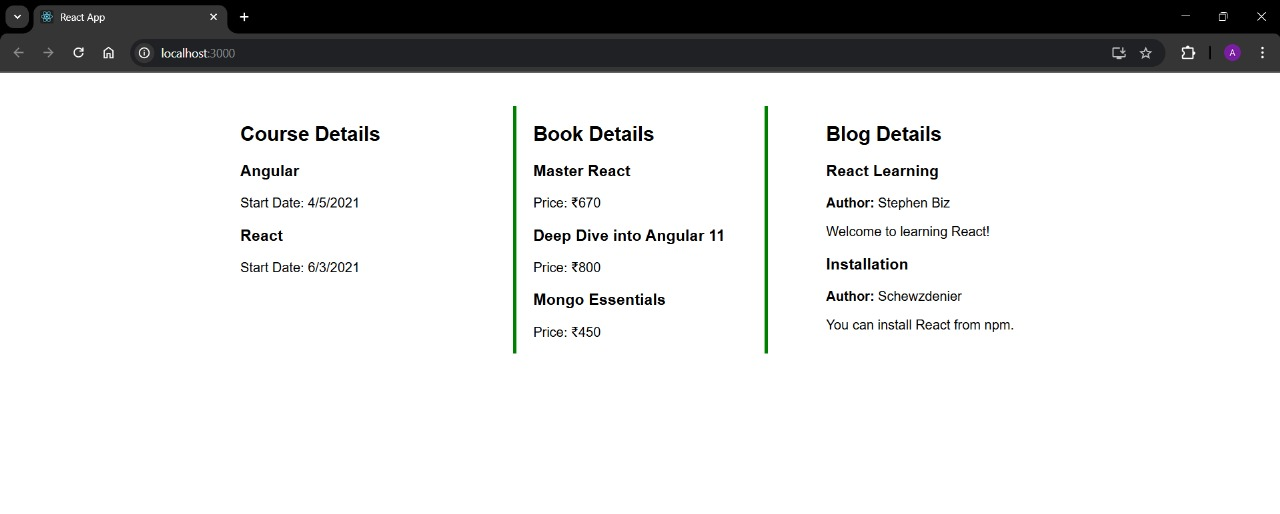 React App
localhost:3000
A
Course Details
Angular
Start Date: 4/5/2021
React
Start Date: 6/3/2021
Book Details
Master React
Price: ₹670
Deep Dive into Angular 11
Price: ₹800
Mongo Essentials
Price: ₹450
Blog Details
React Learning
Author: Stephen Biz
Welcome to learning React!
Installation
Author: Schewzdenier
You can install React from npm.